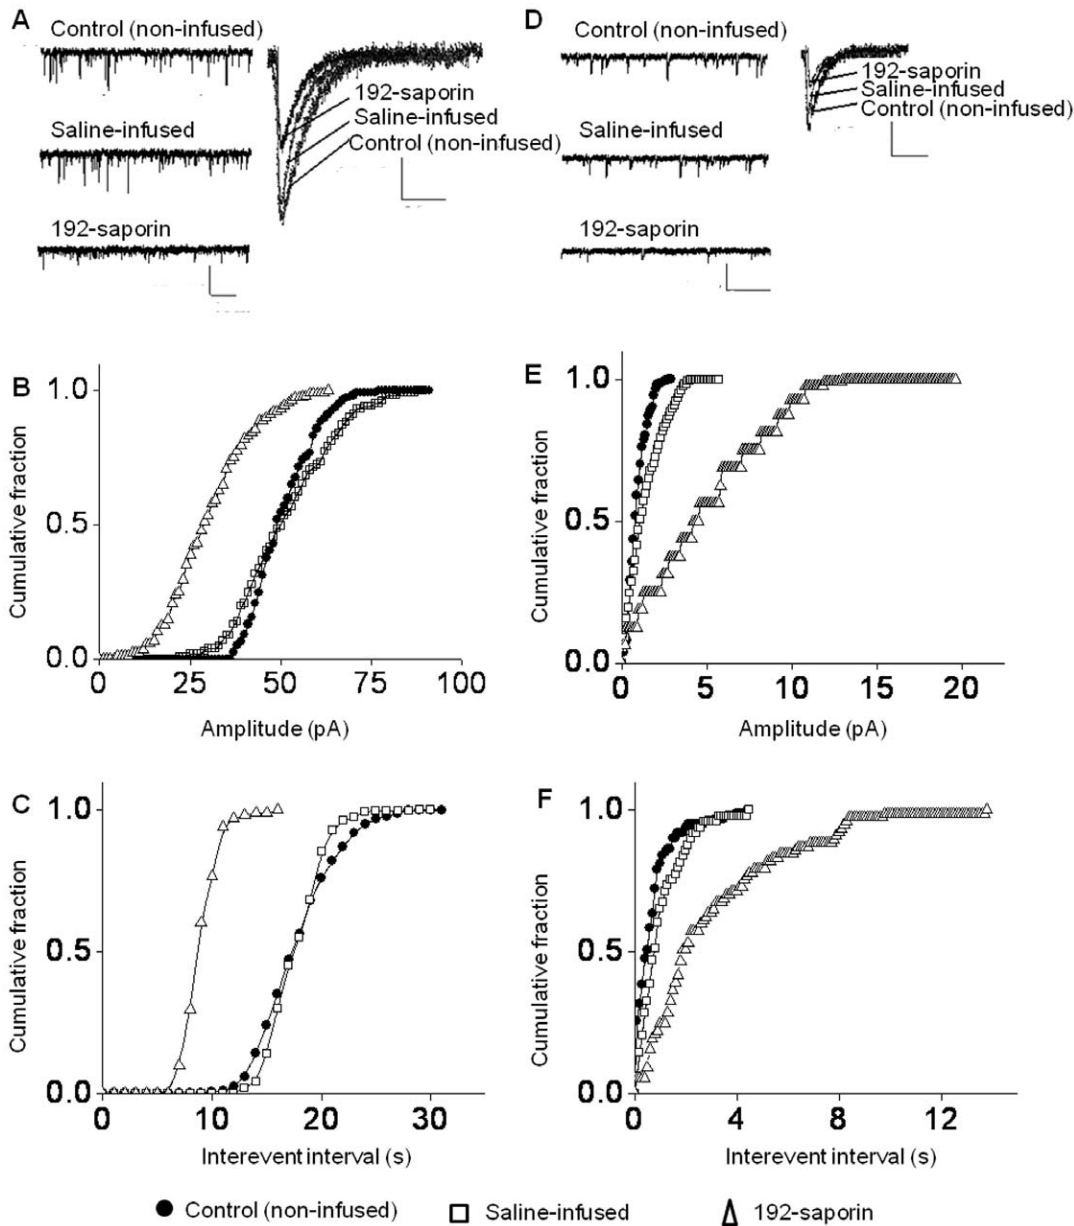 A
Control (non-infused)
192-saporin
Saline-infused
Control (non-infused)
Saline-infused
192-saporin
D
Control (non-infused)
192-saporin
Saline-infused
Control (non-infused)
Saline-infused
192-saporin
B
Cumulative fraction
1.0
0.5
0.0
0 25 50 75 100
Amplitude (pA)
E
Cumulative fraction
1.0
0.5
0.0
0 5 10 15 20
Amplitude (pA)
C
Cumulative fraction
1.0
0.5
0.0
0 10 20 30
Interevent interval (s)
F
Cumulative fraction
1.0
0.5
0.0
0 4 8 12
Interevent interval (s)
Control (non-infused) Saline-infused 192-saporin